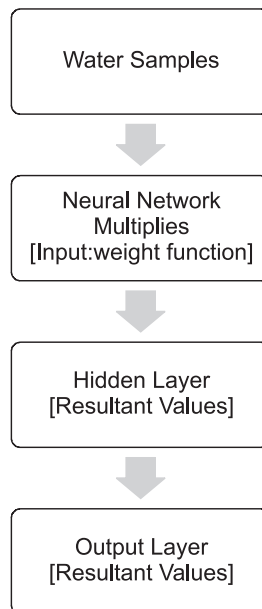 Water Samples
Neural Network
Multiplies
[Input:weight function]
Hidden Layer
[Resultant Values]
Output Layer
[Resultant Values]